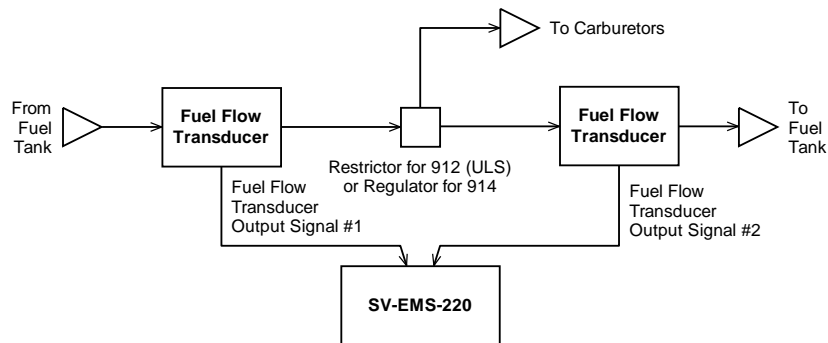 To Carburetors
From
Fuel
Tank
Fuel Flow
Transducer
Fuel Flow
Transducer
To
Fuel
Tank
Restrictor for 912 (ULS)
or Regulator for 914
Fuel Flow
Transducer
Output Signal #1
Fuel Flow
Transducer
Output Signal #2
SV-EMS-220